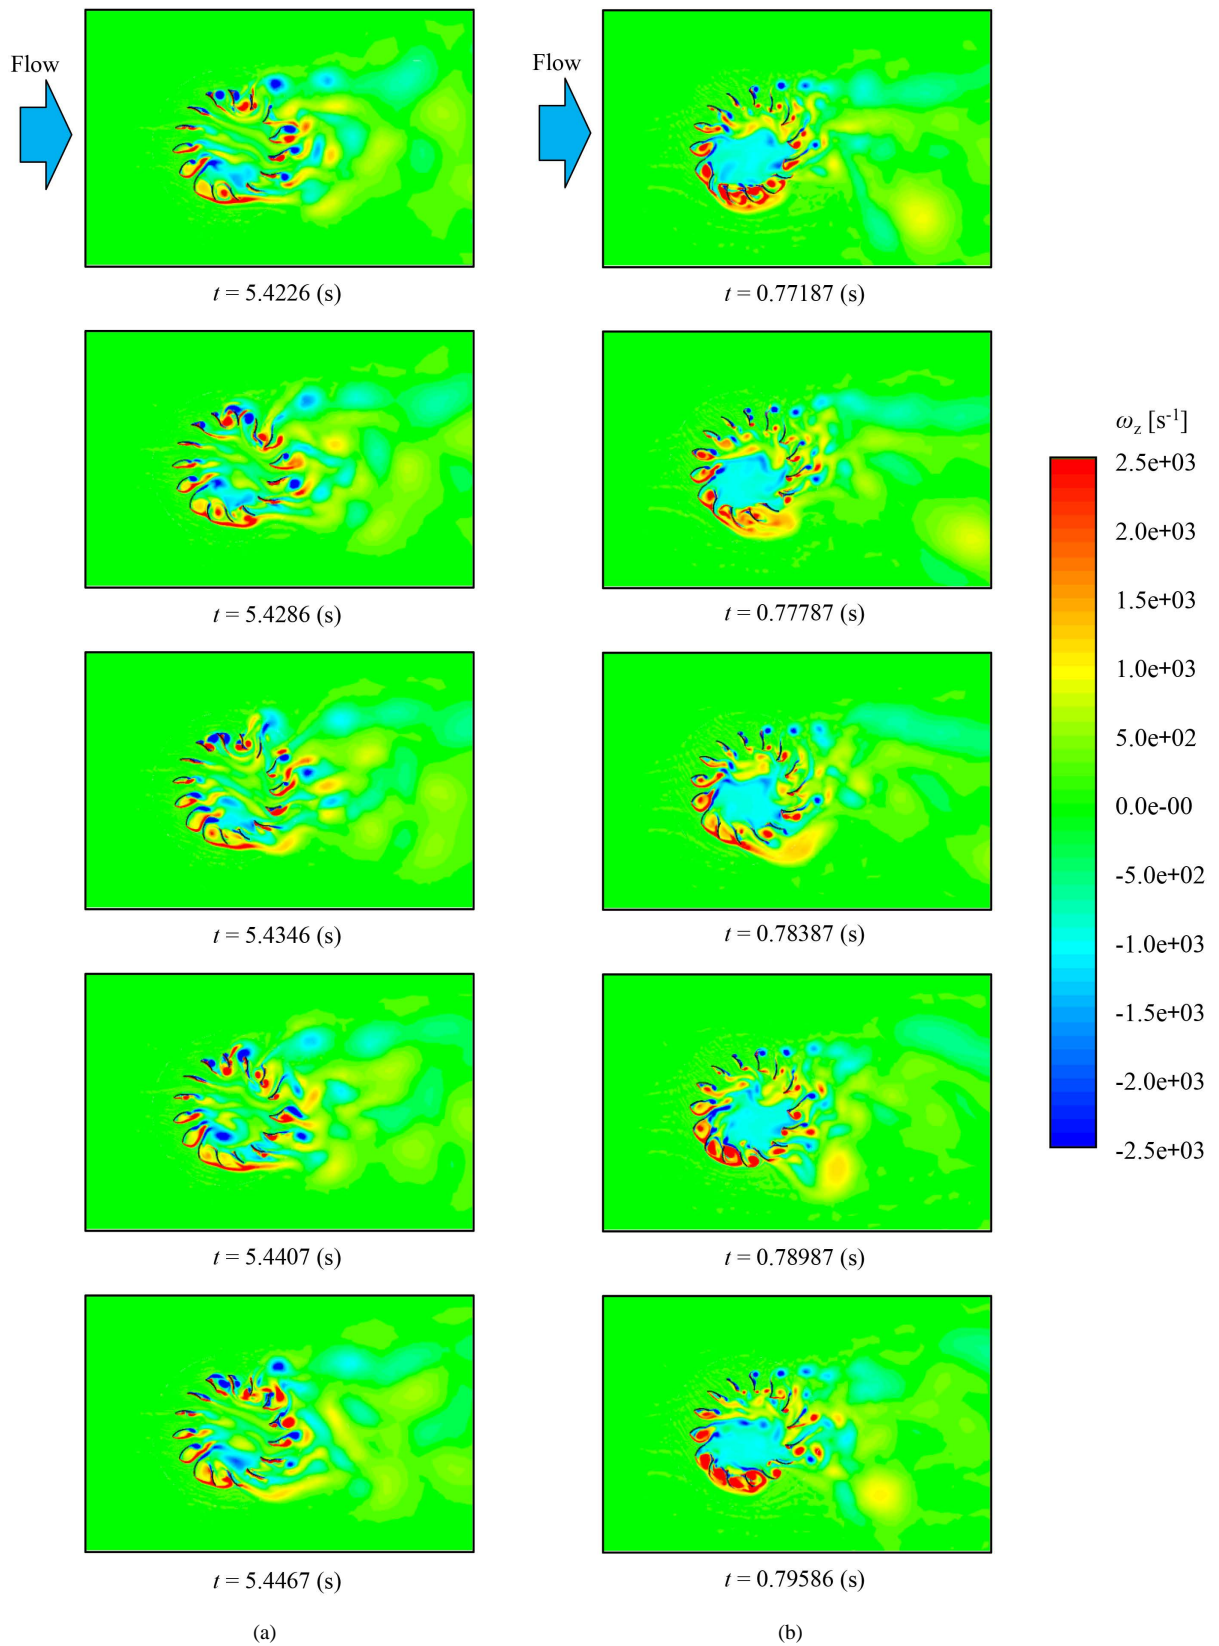 Flow
Flow
t = 5.4226 (s)
t = 0.77187 (s)
t = 5.4286 (s)
t = 0.77787 (s)
t = 5.4346 (s)
t = 0.78387 (s)
t = 5.4407 (s)
t = 0.78987 (s)
t = 5.4467 (s)
t = 0.79586 (s)
(a)
(b)
ωz [s-1]
2.5e+03
2.0e+03
1.5e+03
1.0e+03
5.0e+02
0.0e-00
-5.0e+02
-1.0e+03
-1.5e+03
-2.0e+03
-2.5e+03